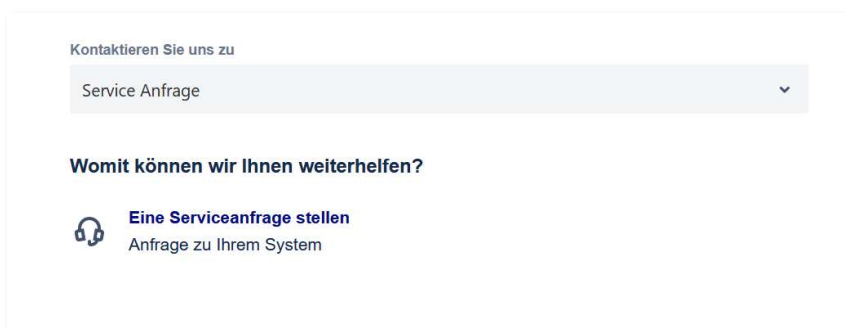 Kontaktieren Sie uns zu
Service Anfrage
Womit können wir Ihnen weiterhelfen?
Eine Serviceanfrage stellen
Anfrage zu Ihrem System